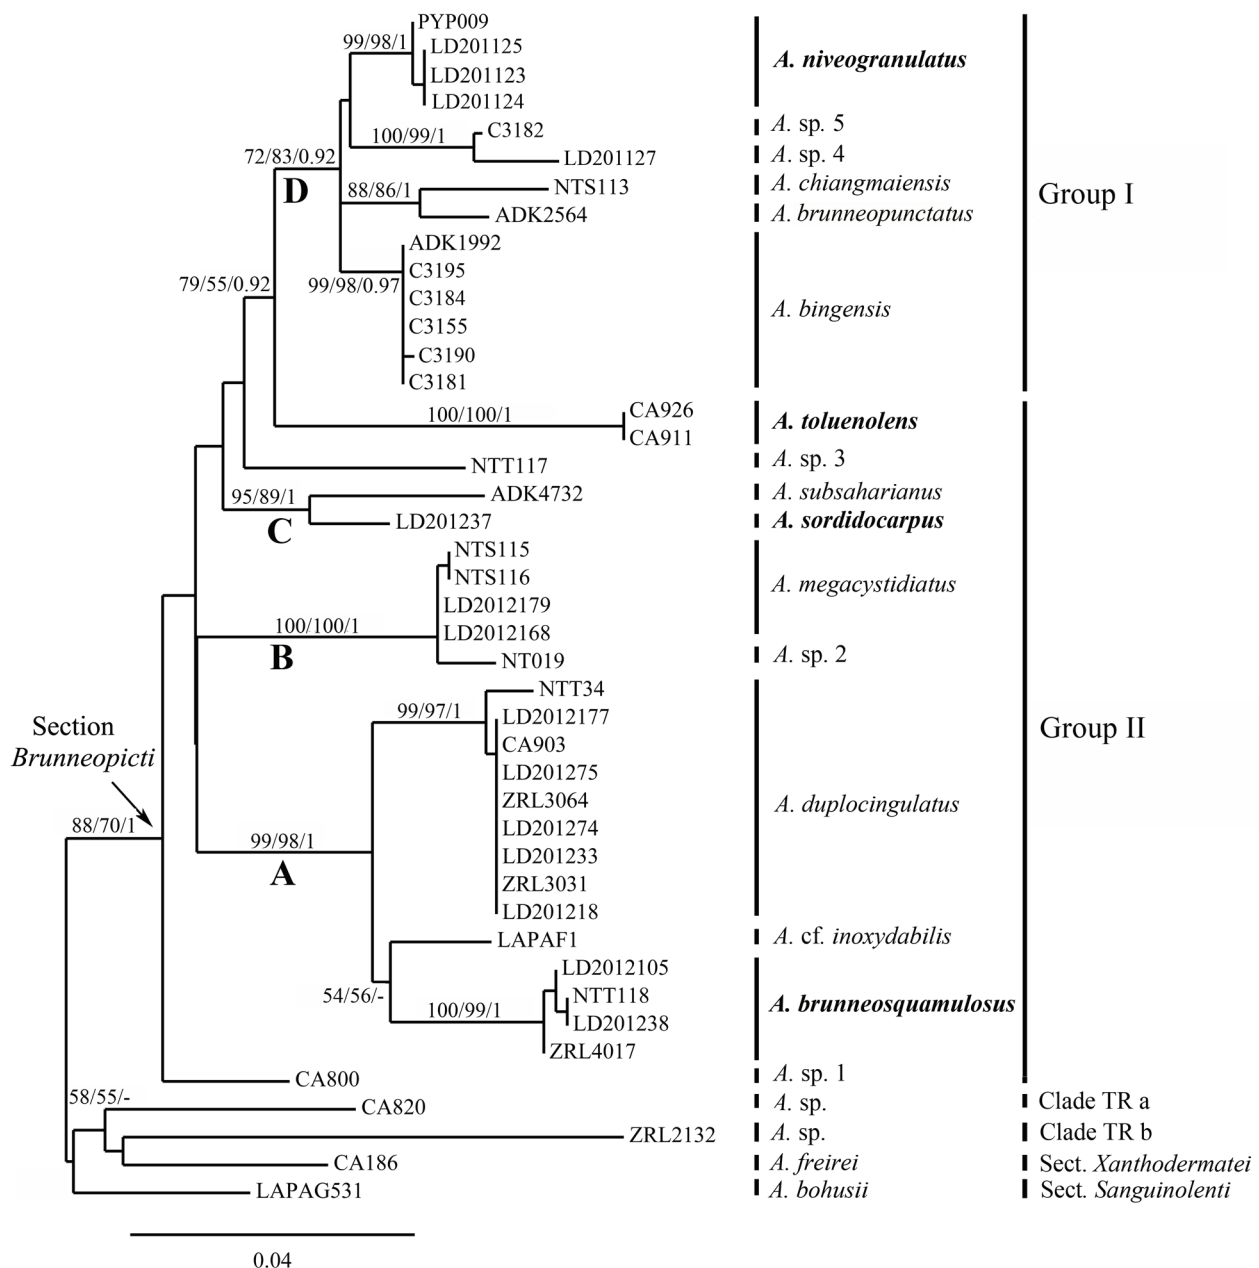 PYP009
99/98/1
LD201125
A. niveogranulatus
LD201123
LD201124
A. sp. 5
C3182
100/99/1
A. sp. 4
LD201127
72/83/0.92
A. chiangmaiensis
NTS113
88/86/1
D
Group I
A. brunneopunctatus
ADK2564
ADK1992
C3195
79/55/0.92
99/98/0.97
C3184
A. bingensis
C3155
C3190
C3181
CA926
100/100/1
A. toluenolens
CA911
A. sp. 3
NTT117
A. subsaharianus
ADK4732
95/89/1
A. sordidocarpus
LD201237
C
NTS115
NTS116
A. megacystidiatus
LD2012179
100/100/1
LD2012168
A. sp. 2
B
NT019
NTT34
99/97/1
LD2012177
Section
Group II
CA903
Brunneopicti
LD201275
ZRL3064
A. duplocingulatus
88/70/1
LD201274
99/98/1
LD201233
A
ZRL3031
LD201218
A. cf. inoxydabilis
LAPAF1
LD2012105
54/56/-
NTT118
A. brunneosquamulosus
100/99/1
LD201238
ZRL4017
A. sp. 1
CA800
58/55/-
CA820
A. sp.
Clade TR a
ZRL2132
A. sp.
Clade TR b
CA186
A. freirei
Sect. Xanthodermatei
LAPAG531
A. bohusii
Sect. Sanguinolenti
0.04